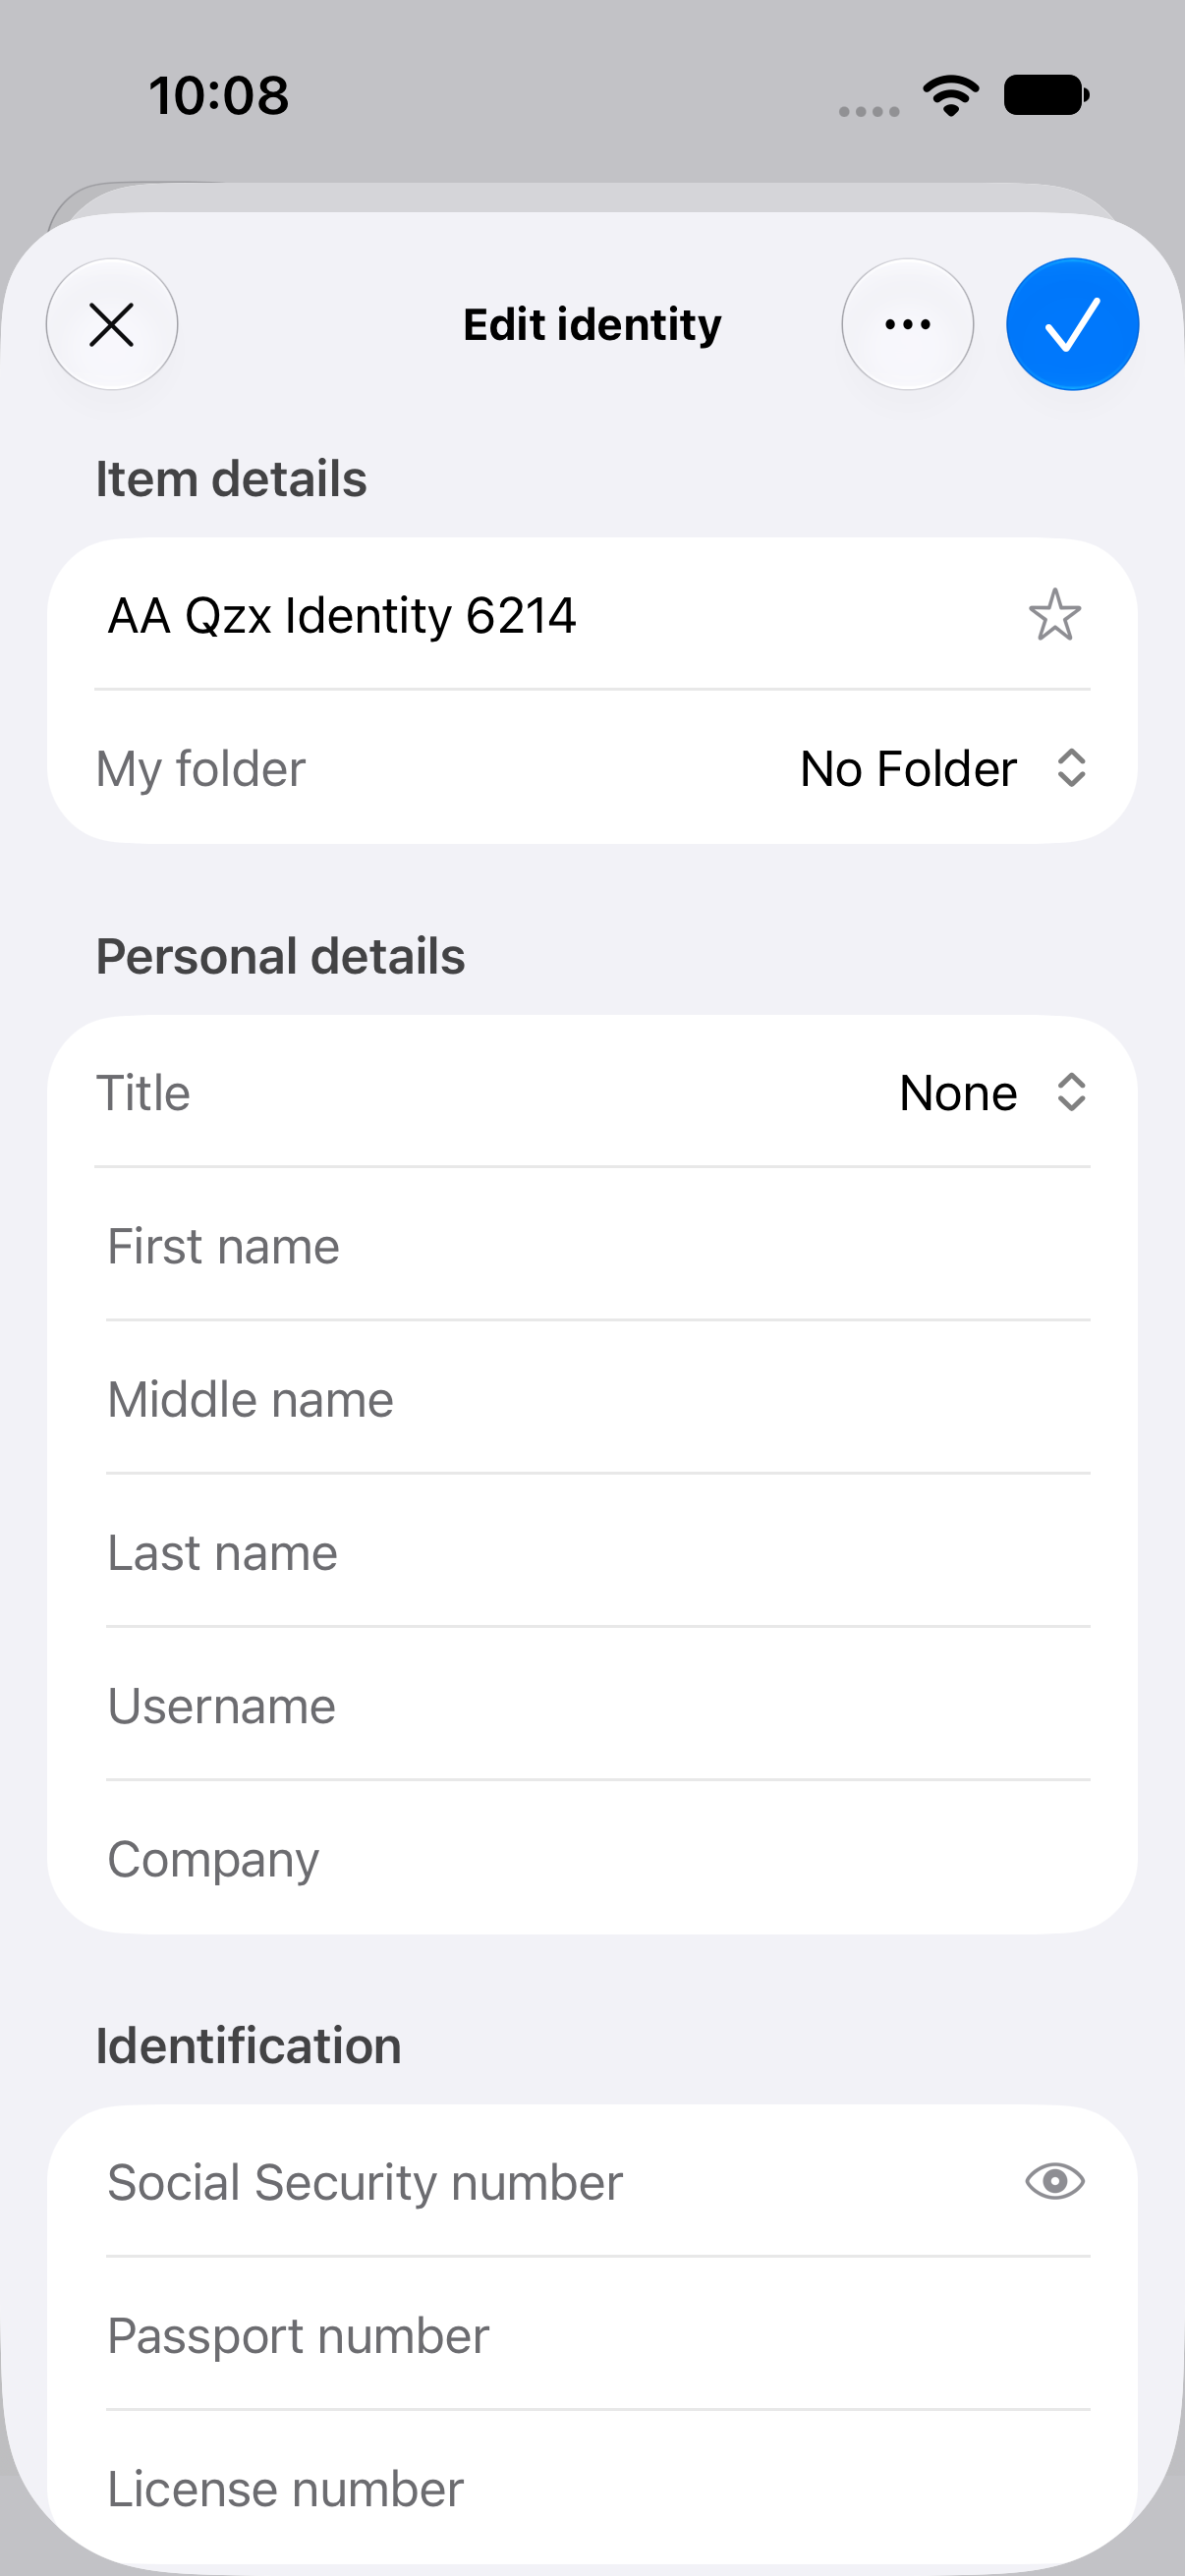 10:08
Edit identity
Item details
AA Qzx Identity 6214
My folder No Folder
Personal details
Title None
First name
Middle name
Last name
Username
Company
Identification
Social Security number
Passport number
License number